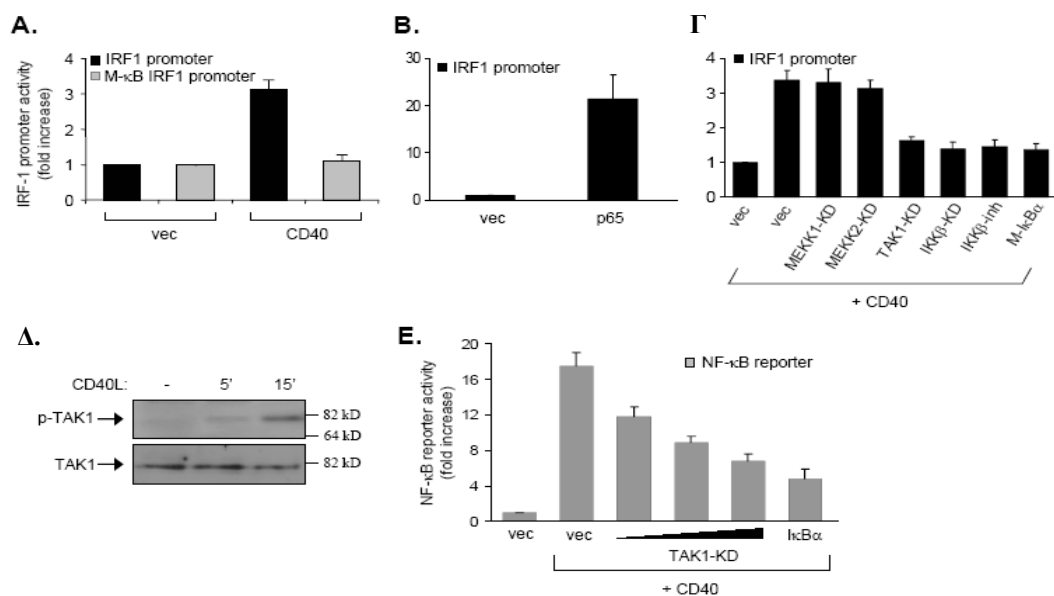 A.
IRF1 promoter
M-κB IRF1 promoter
IRF-1 promoter activity
(fold increase)
4
3
2
1
0
vec
CD40
B.
IRF1 promoter
30
20
10
0
vec
p65
Γ
IRF1 promoter
4
3
2
1
0
vec
vec
MEKK1-KD
MEKK2-KD
TAK1-KD
IKKβ-KD
IKKβ-inh
M-IκBα
+ CD40
Δ.
CD40L: - 5' 15'
p-TAK1
82 kD
64 kD
TAK1
82 kD
E.
NF-κB reporter
NF-κB reporter activity
(fold increase)
20
16
12
8
4
0
vec
vec
TAK1-KD
IκBα
+ CD40